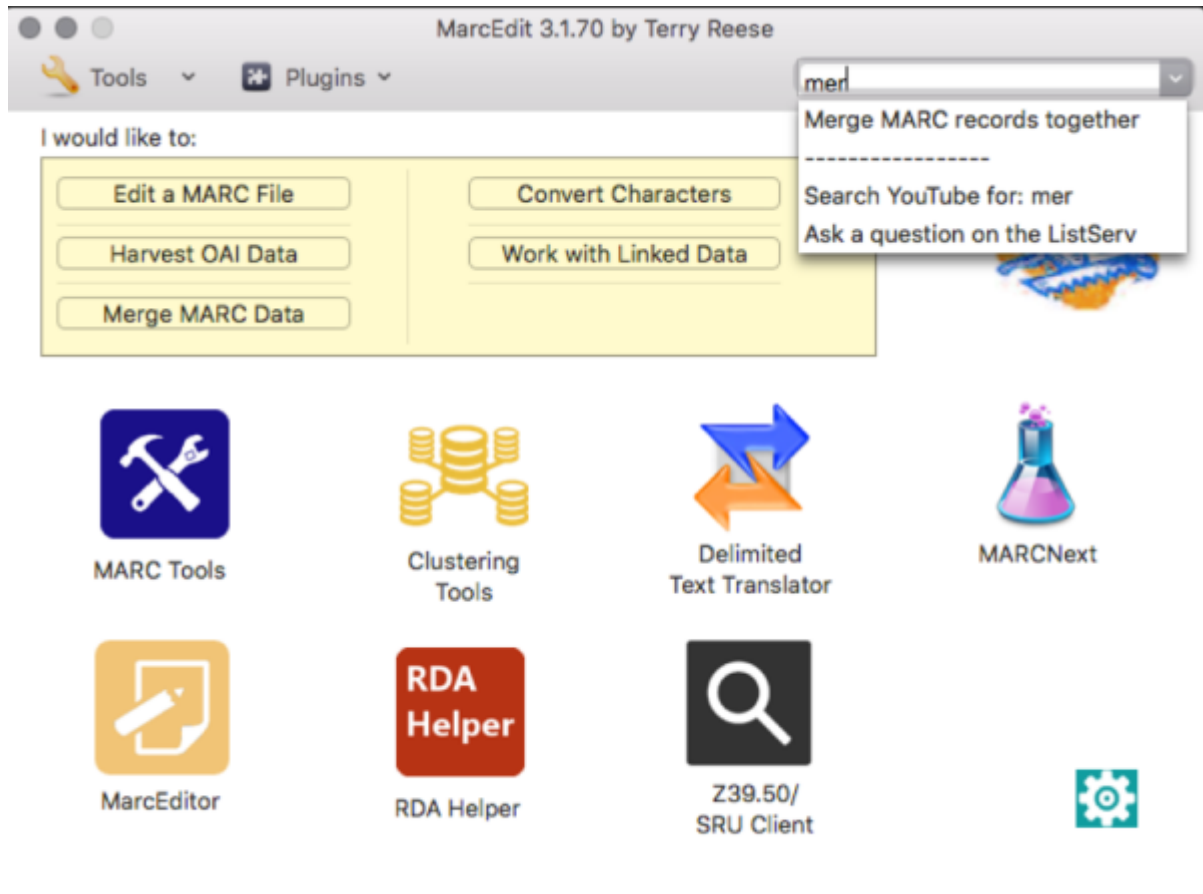 MarcEdit 3.1.70 by Terry Reese
Tools
Plugins
mer
Merge MARC records together
-----------------
Search YouTube for: mer
Ask a question on the ListServ
I would like to:
Edit a MARC File
Convert Characters
Harvest OAI Data
Work with Linked Data
Merge MARC Data
MARC Tools
Clustering
Tools
Delimited
Text Translator
MARCNext
MarcEditor
RDA
Helper
RDA Helper
Z39.50/
SRU Client